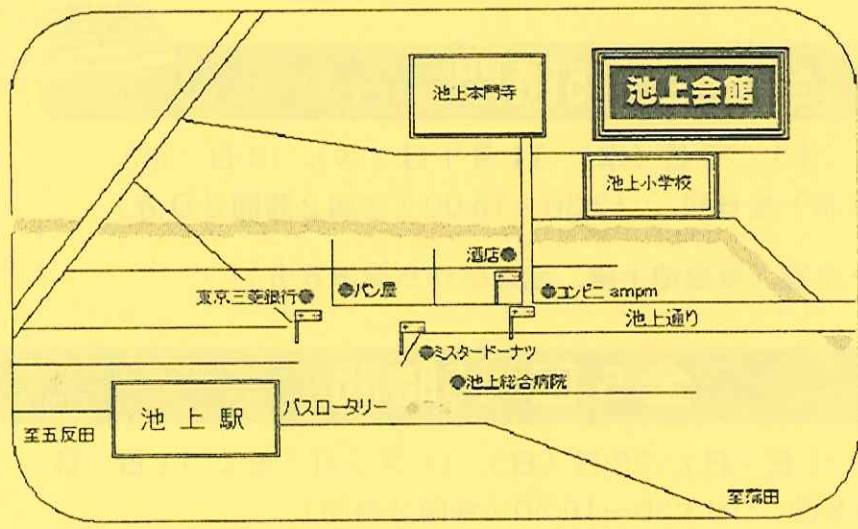 池上本門寺
池上会館
池上小学校
酒店
東京三菱銀行
パン屋
コンビニ ampm
池上通り
ミスタードーナツ
池上総合病院
池上駅
バスロータリー
至五反田
至蒲田